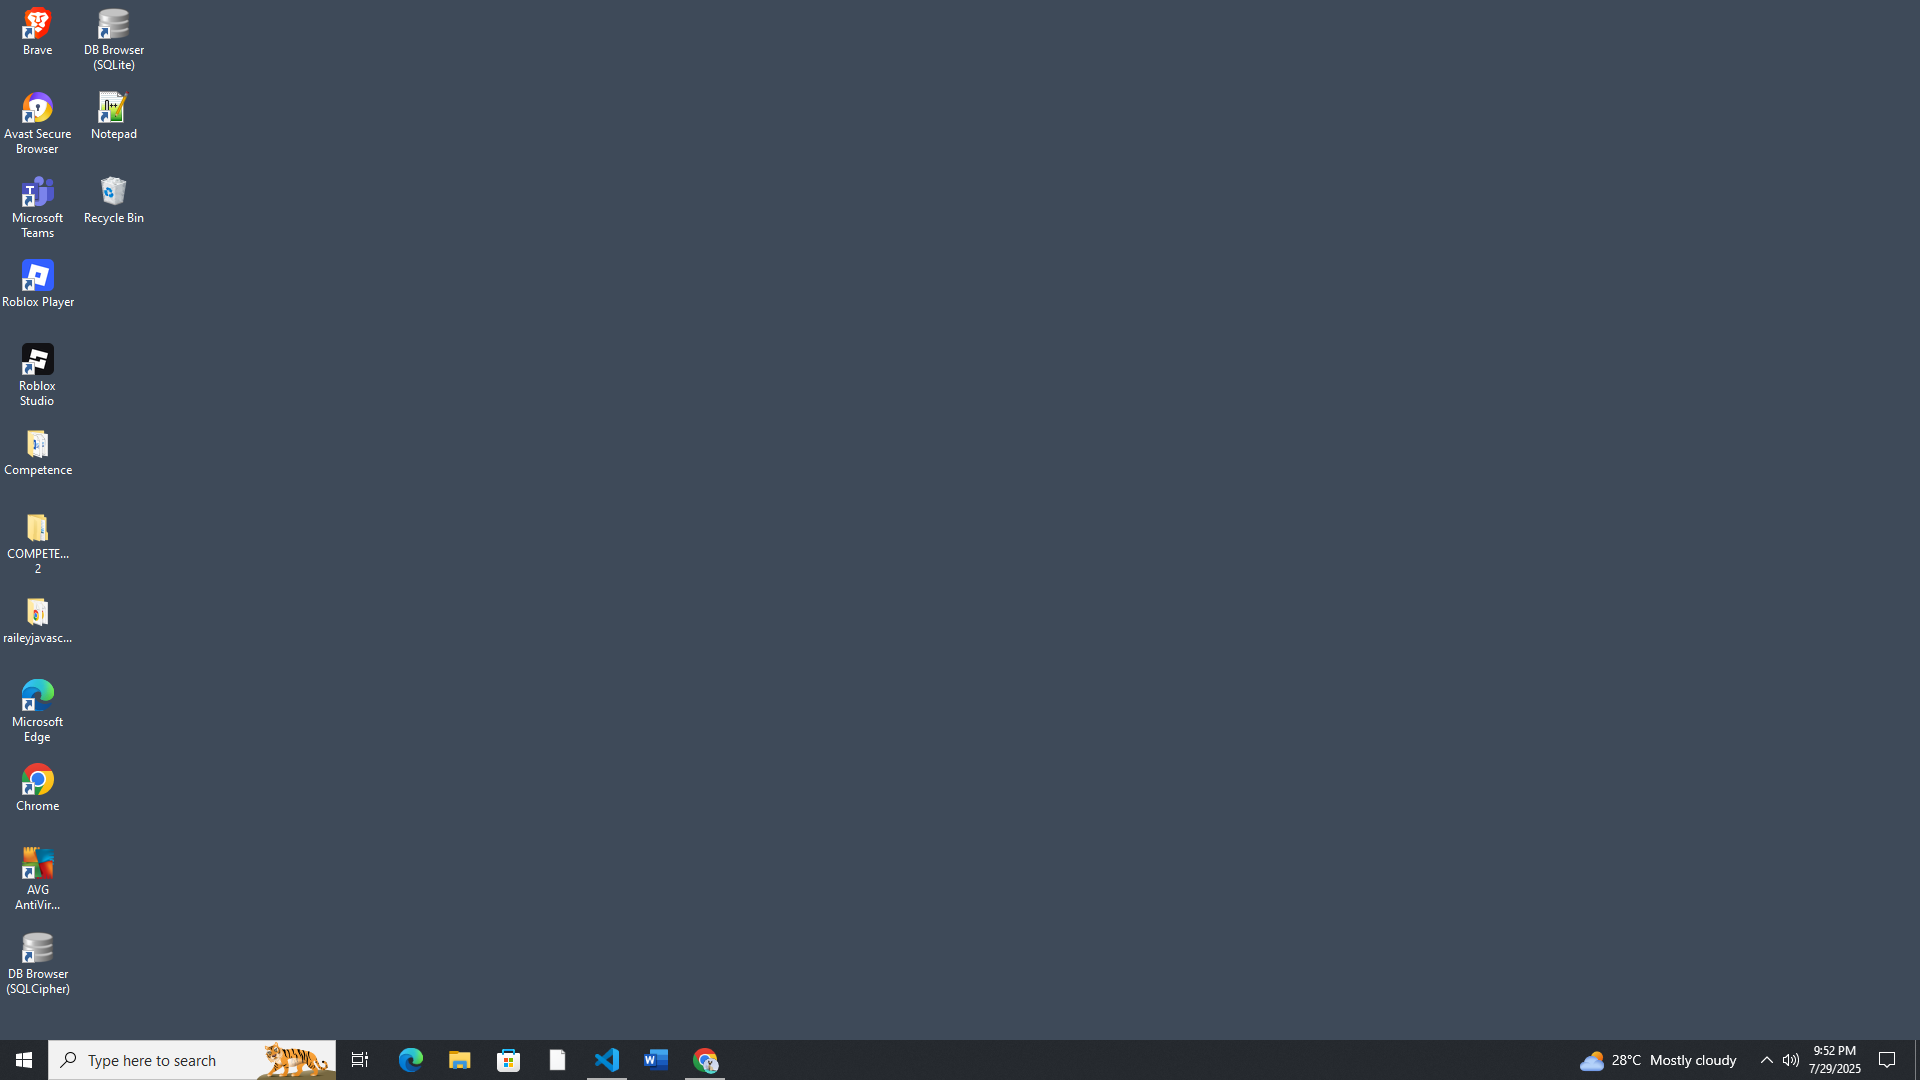 Brave
DB Browser
(SQLite)
Avast Secure
Browser
Notepad
Microsoft
Teams
Recycle Bin
Roblox Player
Roblox
Studio
Competence
COMPETE...
2
raileyjavasc...
Microsoft
Edge
Chrome
AVG
AntiVir...
DB Browser
(SQLCipher)
Type here to search
28°C Mostly cloudy
9:52 PM
7/29/2025